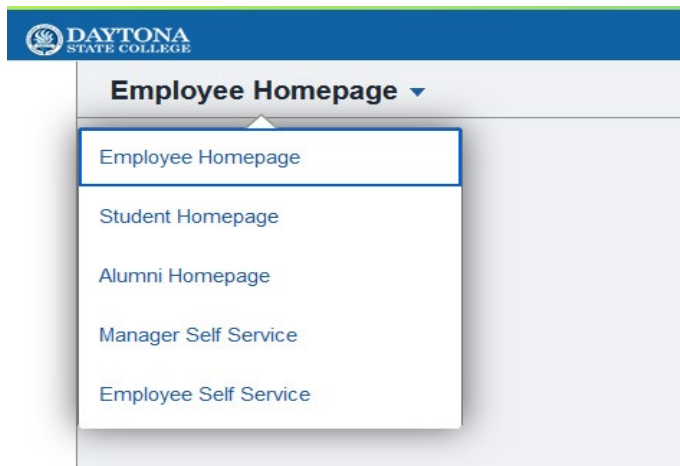 DAYTONA
STATE COLLEGE
Employee Homepage
Employee Homepage
Student Homepage
Alumni Homepage
Manager Self Service
Employee Self Service